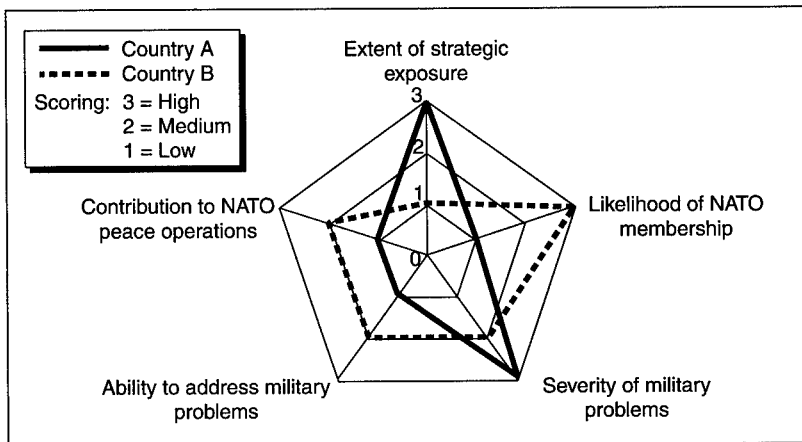 Country A
Country B
Scoring: 3 = High
2 = Medium
1 = Low
Extent of strategic
exposure
3
2
1
0
Contribution to NATO
peace operations
Likelihood of NATO
membership
Ability to address military
problems
Severity of military
problems